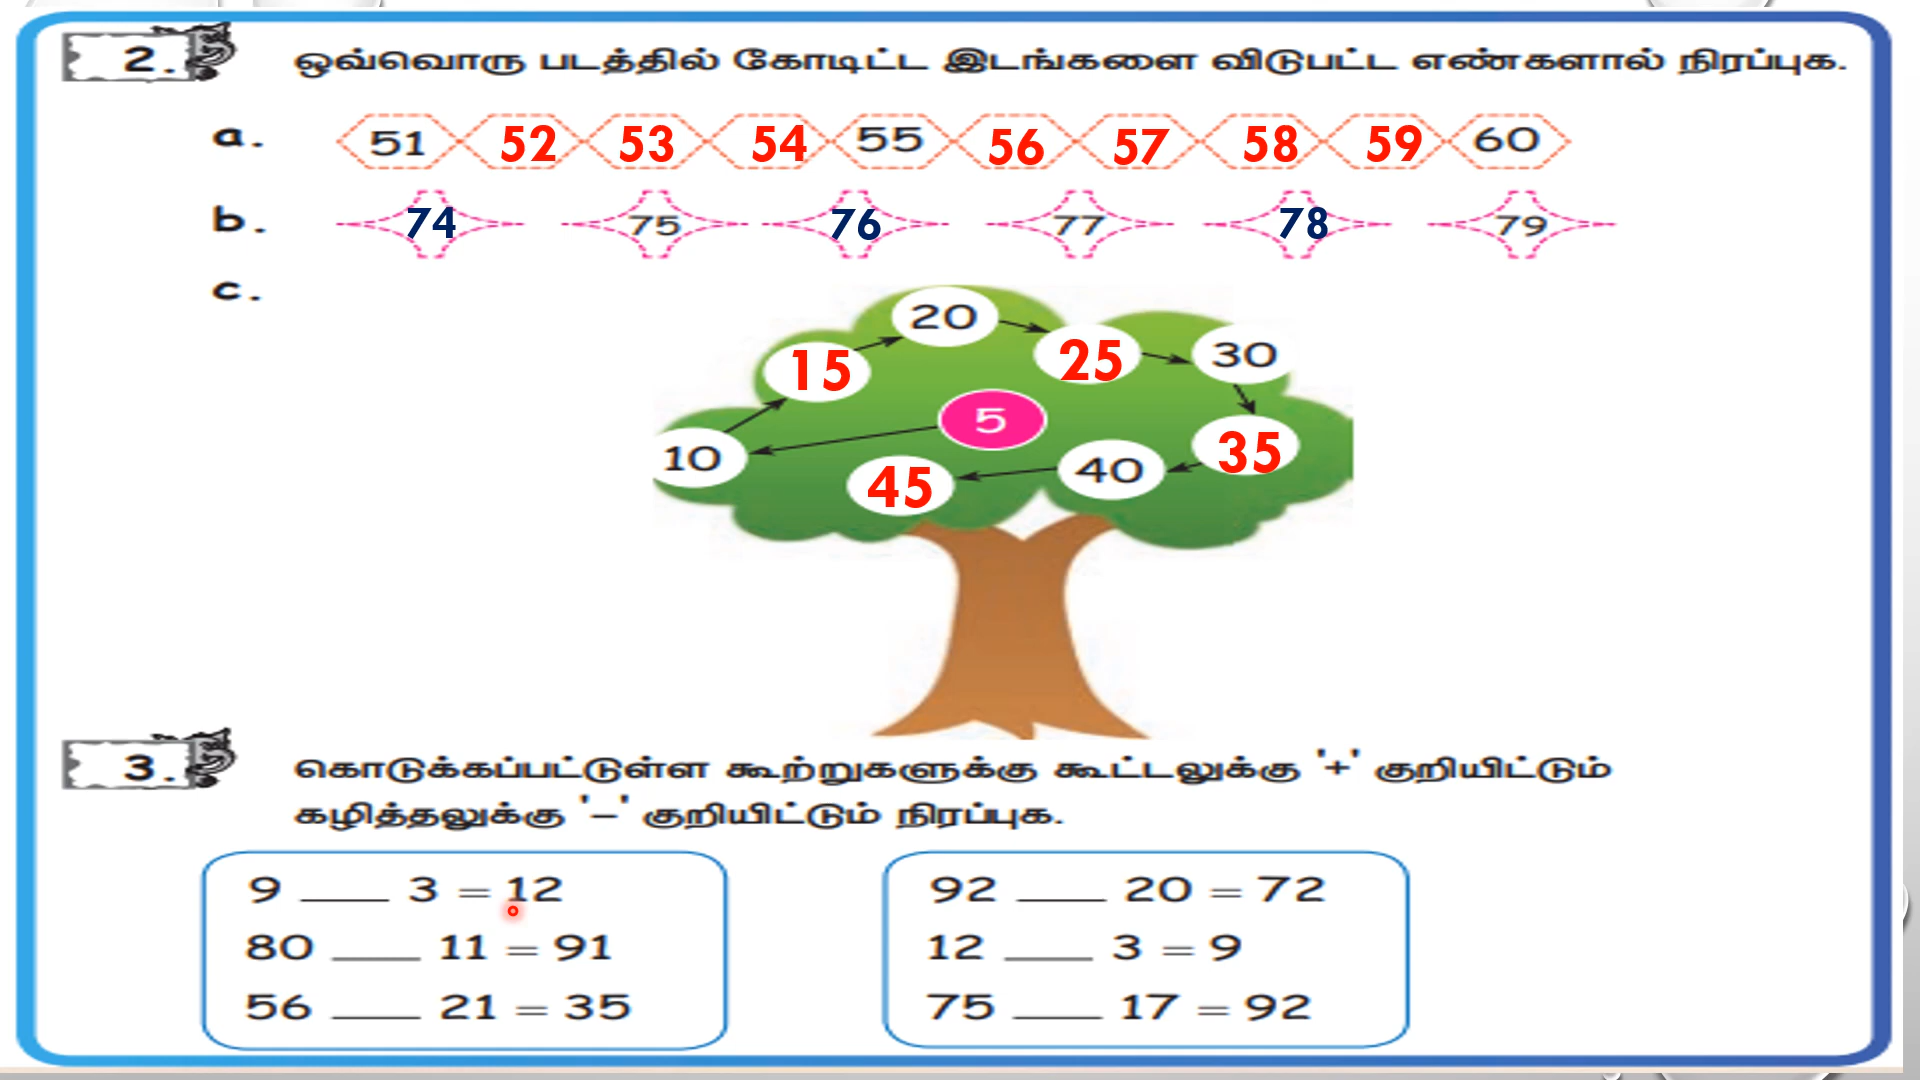 2. ஒவ்வொரு படத்தில் கோடிட்ட இடங்களை விடுபட்ட எண்களால் நிரப்புக.
a. 51 52 53 54 55 56 57 58 59 60
b. 74 75 76 77 78 79
c.
20
15 25 30
5
10 45 40 35
3. கொடுக்கப்பட்டுள்ள கூற்றுகளுக்கு கூட்டலுக்கு '+' குறியிட்டும்
கழித்தலுக்கு '–' குறியிட்டும் நிரப்புக.
9 ___ 3 = 12
80 ___ 11 = 91
56 ___ 21 = 35
92 ___ 20 = 72
12 ___ 3 = 9
75 ___ 17 = 92